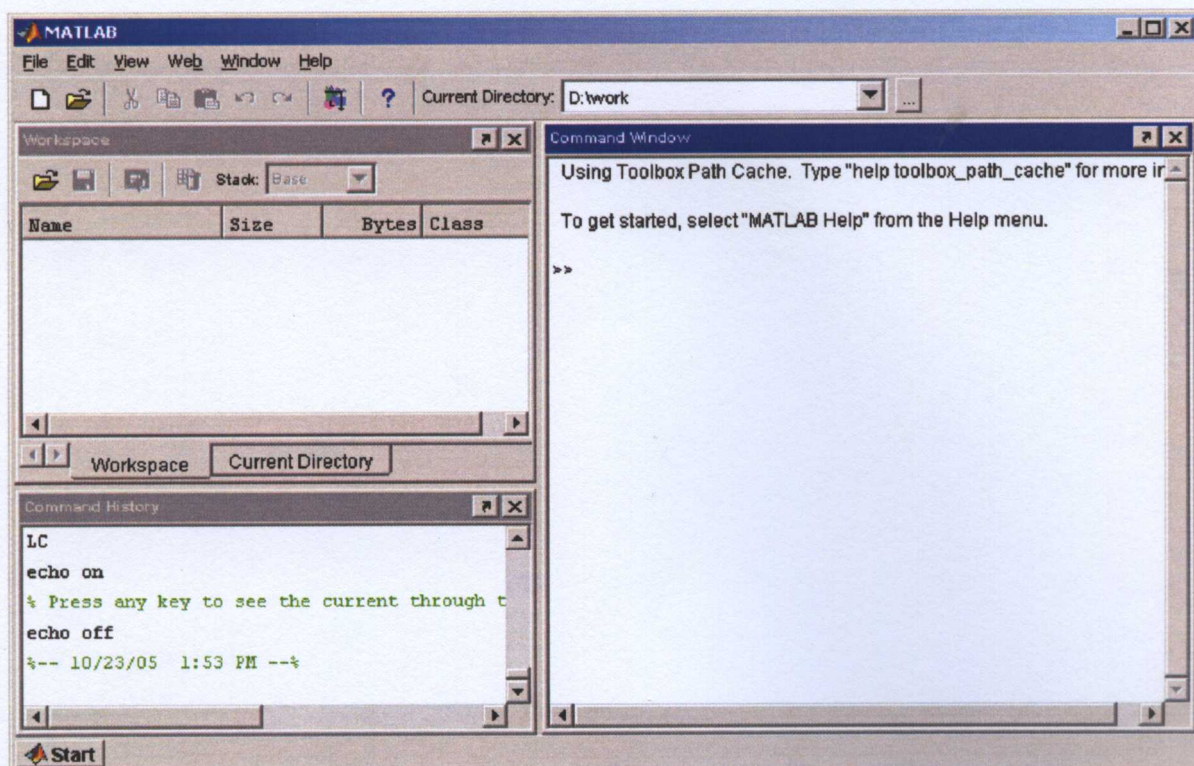 MATLAB
File Edit View Web Window Help
? Current Directory: D:\work ...
Workspace
Stack: Base
Name Size Bytes Class
Workspace Current Directory
Command History
LC
echo on
% Press any key to see the current through t
echo off
%-- 10/23/05 1:53 PM --%
Start
Command Window
Using Toolbox Path Cache. Type "help toolbox_path_cache" for more ir
To get started, select "MATLAB Help" from the Help menu.
>>